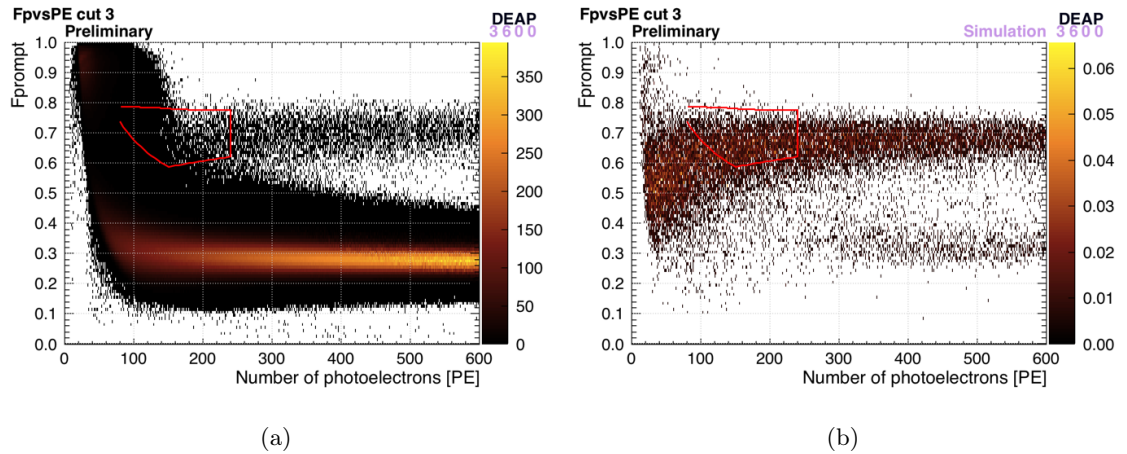 FpvsPE cut 3
Preliminary
DEAP
3600
Fprompt
1.0
0.9
0.8
0.7
0.6
0.5
0.4
0.3
0.2
0.1
0.0
0 100 200 300 400 500 600
Number of photoelectrons [PE]
350
300
250
200
150
100
50
0
(a)
FpvsPE cut 3
Preliminary
Simulation
DEAP
3600
Fprompt
1.0
0.9
0.8
0.7
0.6
0.5
0.4
0.3
0.2
0.1
0.0
0 100 200 300 400 500 600
Number of photoelectrons [PE]
0.06
0.05
0.04
0.03
0.02
0.01
0.00
(b)